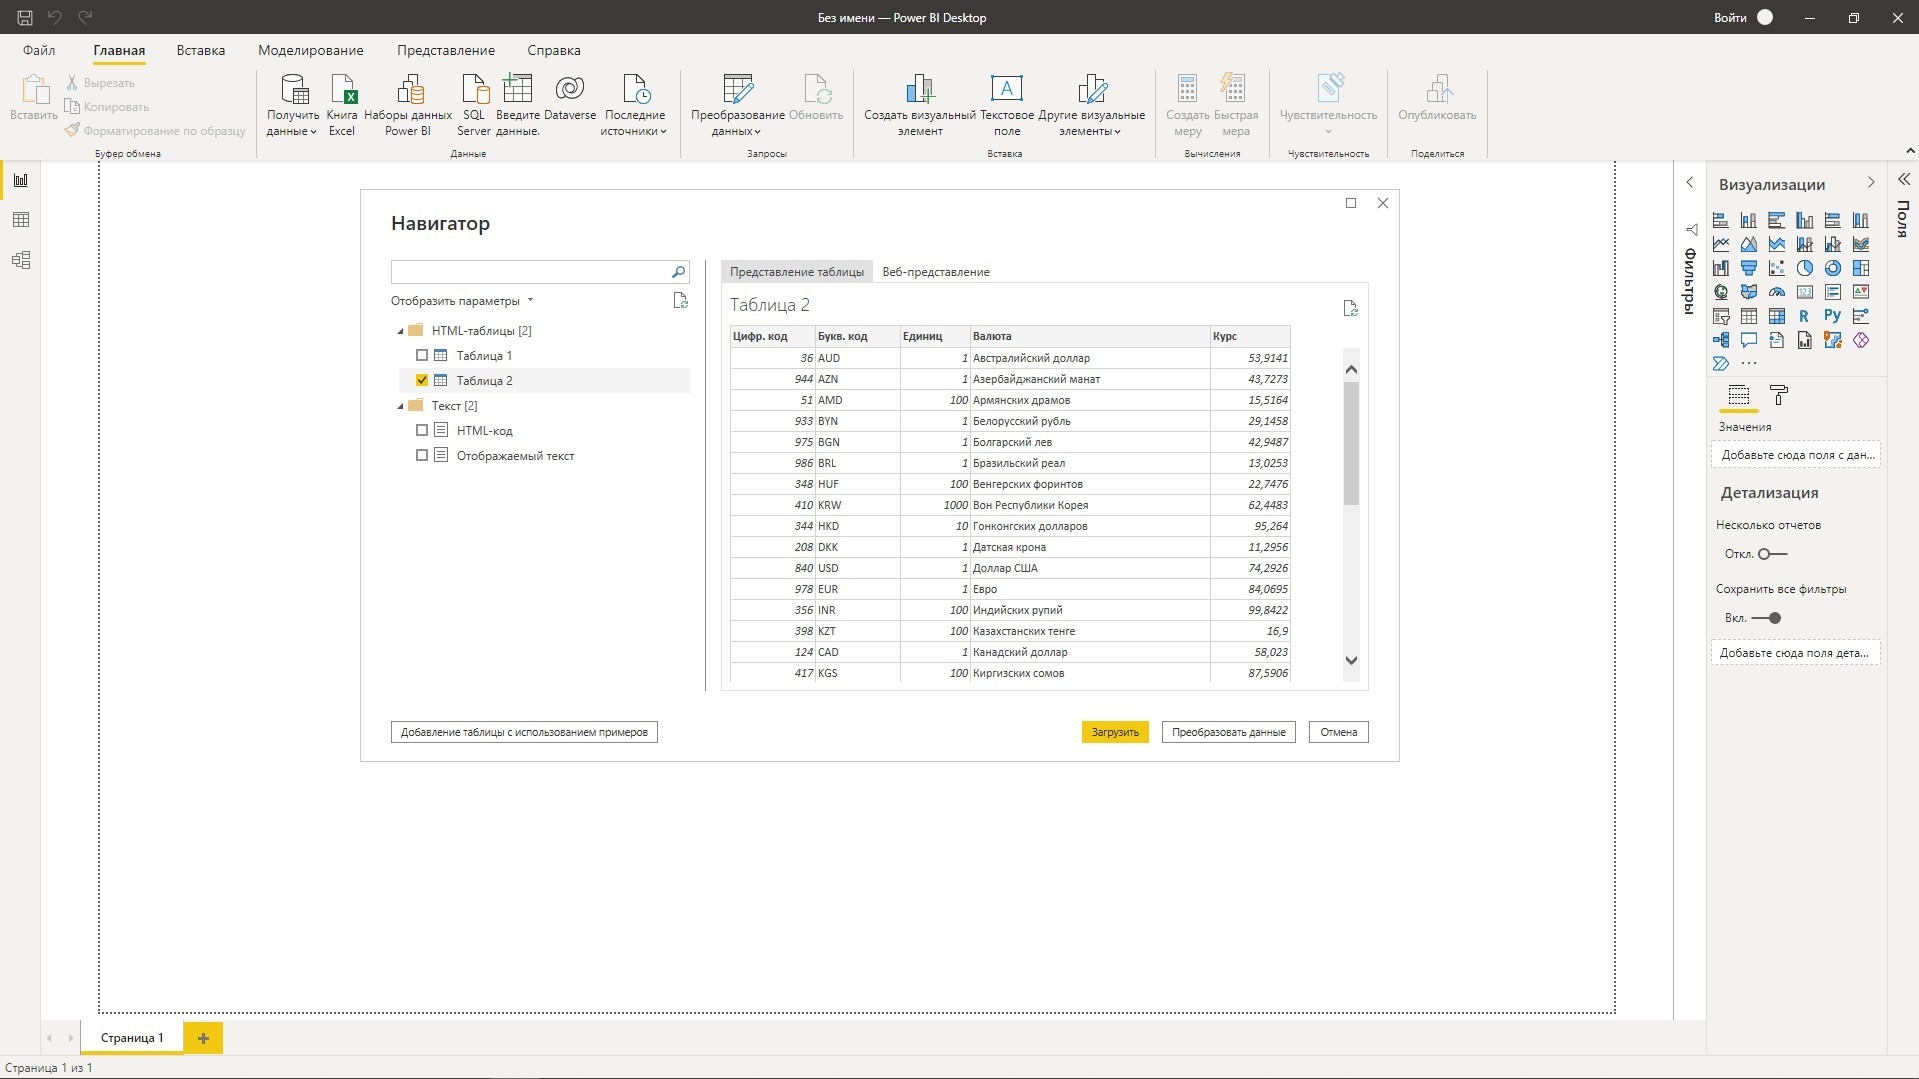 Без имени — Power BI Desktop
Войти
Файл Главная Вставка Моделирование Представление Справка
Вставить
Вырезать
Копировать
Форматирование по образцу
Буфер обмена
Получить данные
Книга Excel
Наборы данных Power BI
SQL Server
Введите данные.
Dataverse
Последние источники
Данные
Преобразование данных
Обновить
Запросы
Создать визуальный элемент
Текстовое поле
Другие визуальные элементы
Вставка
Создать меру
Быстрая мера
Вычисления
Чувствительность
Чувствительность
Опубликовать
Поделиться
Навигатор
Отобразить параметры
HTML-таблицы [2]
Таблица 1
Таблица 2
Текст [2]
HTML-код
Отображаемый текст
Представление таблицы Веб-представление
Таблица 2
Цифр. код Букв. код Единиц Валюта Курс
36 AUD 1 Австралийский доллар 53,9141
944 AZN 1 Азербайджанский манат 43,7273
51 AMD 100 Армянских драмов 15,5164
933 BYN 1 Белорусский рубль 29,1458
975 BGN 1 Болгарский лев 42,9487
986 BRL 1 Бразильский реал 13,0253
348 HUF 100 Венгерских форинтов 22,7476
410 KRW 1000 Вон Республики Корея 62,4483
344 HKD 10 Гонконгских долларов 95,264
208 DKK 1 Датская крона 11,2956
840 USD 1 Доллар США 74,2926
978 EUR 1 Евро 84,0695
356 INR 100 Индийских рупий 99,8422
398 KZT 100 Казахстанских тенге 16,9
124 CAD 1 Канадский доллар 58,023
417 KGS 100 Киргизских сомов 87,5906
Добавление таблицы с использованием примеров
Загрузить
Преобразовать данные
Отмена
Фильтры
Визуализации
R
Py
123
Значения
Добавьте сюда поля с дан...
Детализация
Несколько отчетов
Откл.
Сохранить все фильтры
Вкл.
Добавьте сюда поля дета...
Поля
Страница 1
Страница 1 из 1